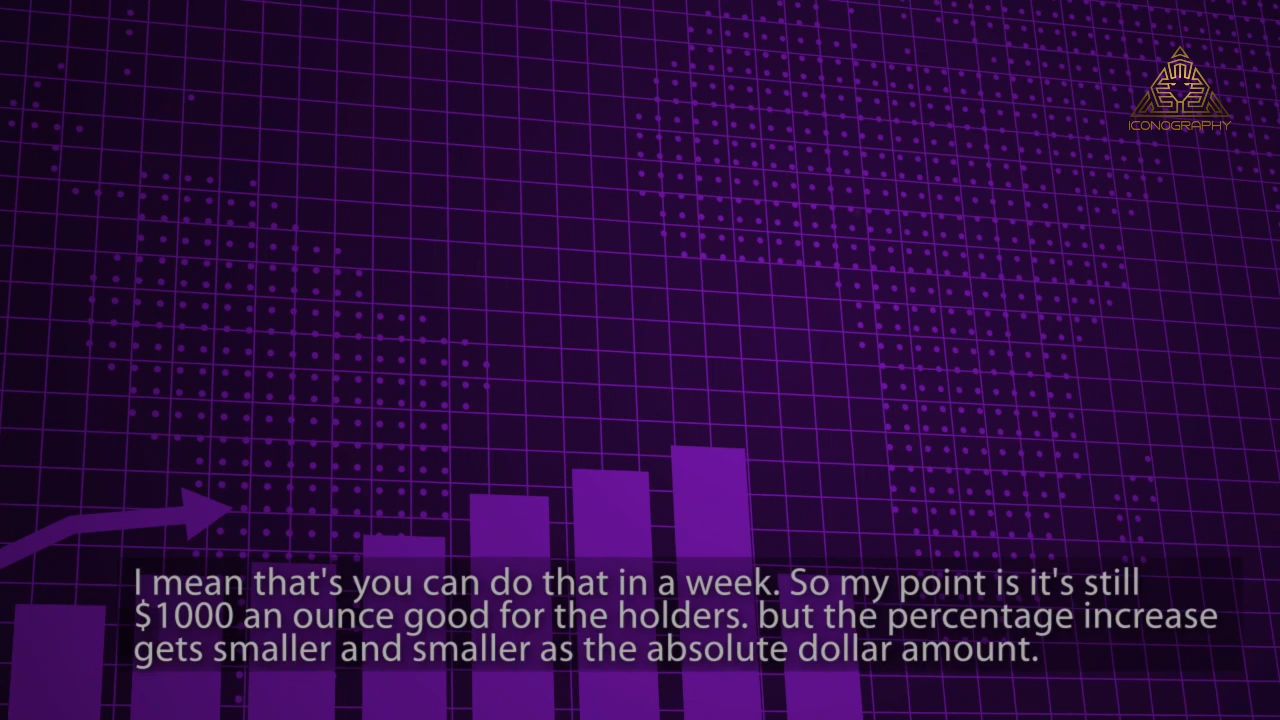 ICONOGRAPHY
I mean that's you can do that in a week. So my point is it's still
$1000 an ounce good for the holders. but the percentage increase
gets smaller and smaller as the absolute dollar amount.